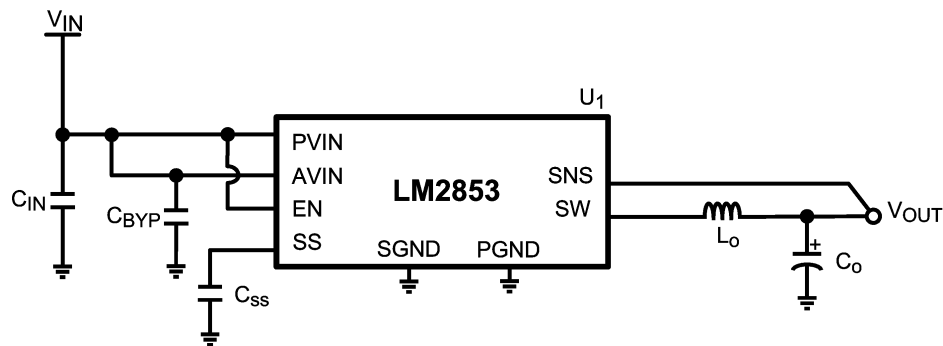 VIN
U1
PVIN
AVIN
EN
SS
LM2853
SNS
SW
SGND
PGND
CIN
CBYP
CSS
LO
CO
+
VOUT